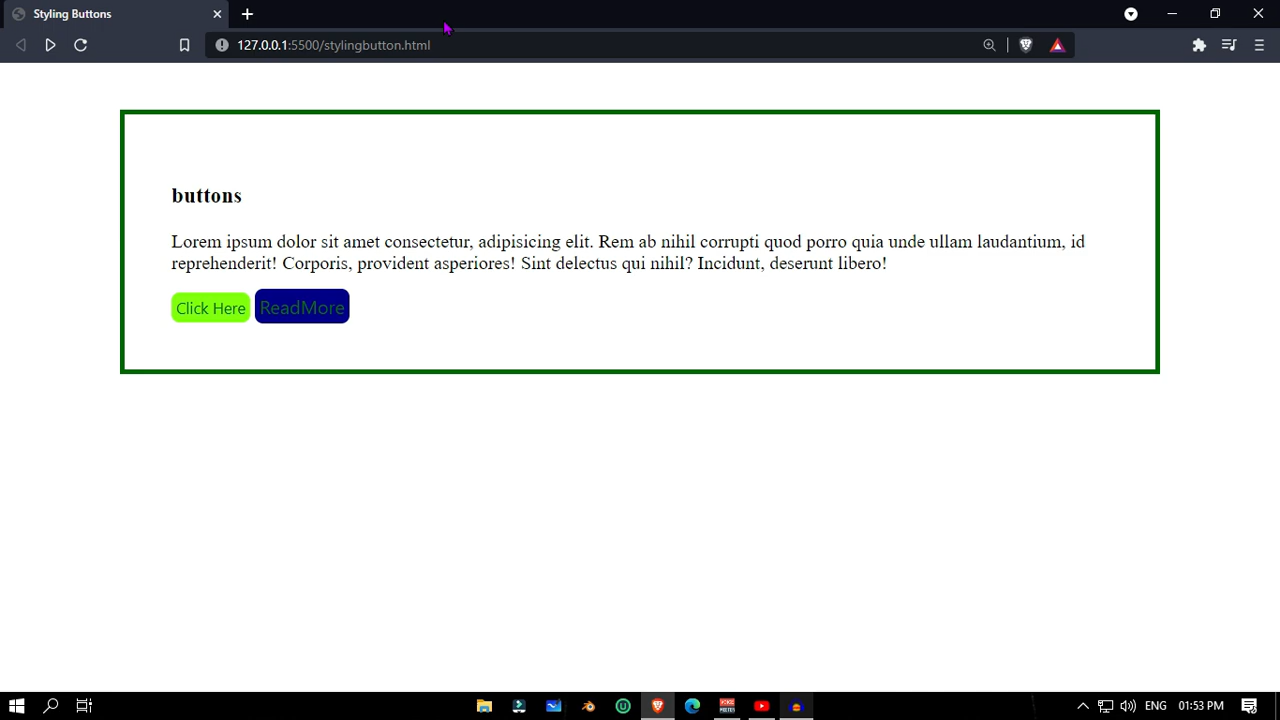 Styling Buttons
127.0.0.1:5500/stylingbutton.html
buttons
Lorem ipsum dolor sit amet consectetur, adipisicing elit. Rem ab nihil corrupti quod porro quia unde ullam laudantium, id
reprehenderit! Corporis, provident asperiores! Sint delectus qui nihil? Incidunt, deserunt libero!
Click Here ReadMore
ENG 01:53 PM